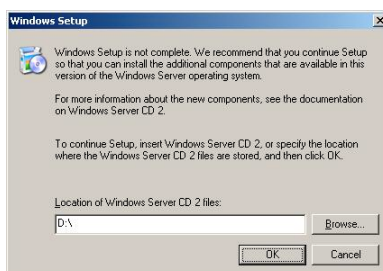 Windows Setup
Windows Setup is not complete. We recommend that you continue Setup
so that you can install the additional components that are available in this
version of the Windows Server operating system.
For more information about the new components, see the documentation
on Windows Server CD 2.
To continue Setup, insert Windows Server CD 2, or specify the location
where the Windows Server CD 2 files are stored, and then click OK.
Location of Windows Server CD 2 files:
D:\
Browse...
OK
Cancel